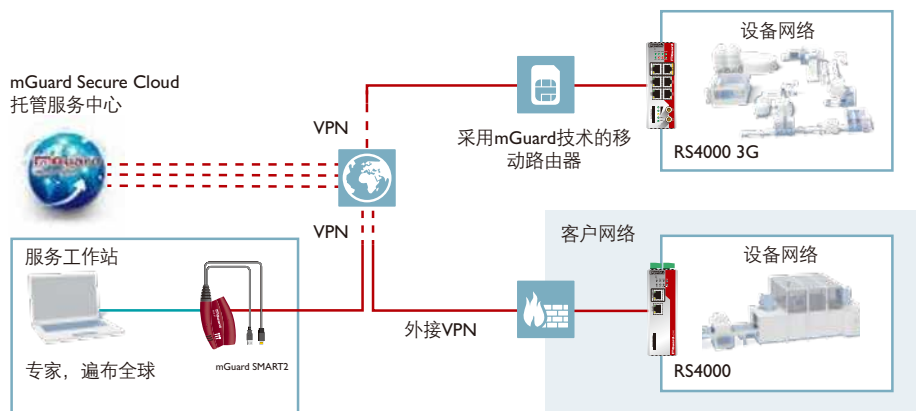 mGuard Secure Cloud
托管服务中心
mGuard
VPN
采用mGuard技术的移
动路由器
设备网络
RS4000 3G
VPN
服务工作站
专家，遍布全球
mGuard SMART2
外接VPN
客户网络
设备网络
RS4000